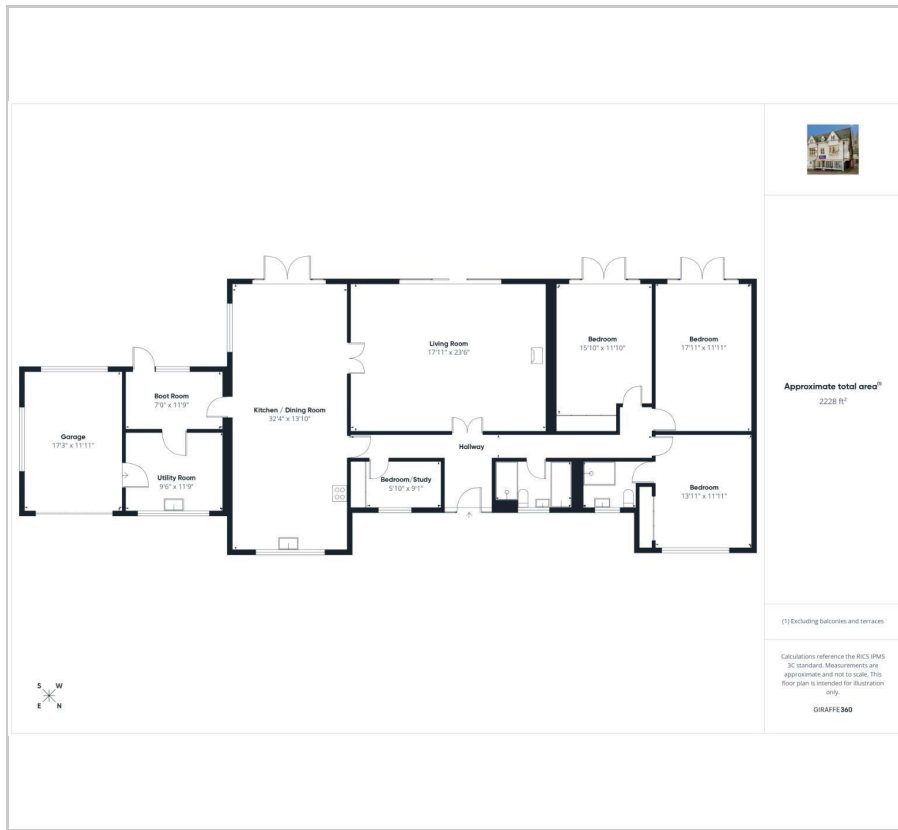 Living Room
17'11" x 23'6"
Bedroom
15'10" x 11'10"
Bedroom
17'11" x 11'11"
Boot Room
7'0" x 11'9"
Kitchen / Dining Room
32'4" x 13'10"
Garage
17'3" x 11'11"
Hallway
Utility Room
9'6" x 11'9"
Bedroom/Study
5'10" x 9'1"
Bedroom
13'11" x 11'11"
S W
E N
Approximate total area(1)
2228 ft²
(1) Excluding balconies and terraces
Calculations reference the RICS IPMS
3C standard. Measurements are
approximate and not to scale. This
floor plan is intended for illustration
only.
GIRAFFE360